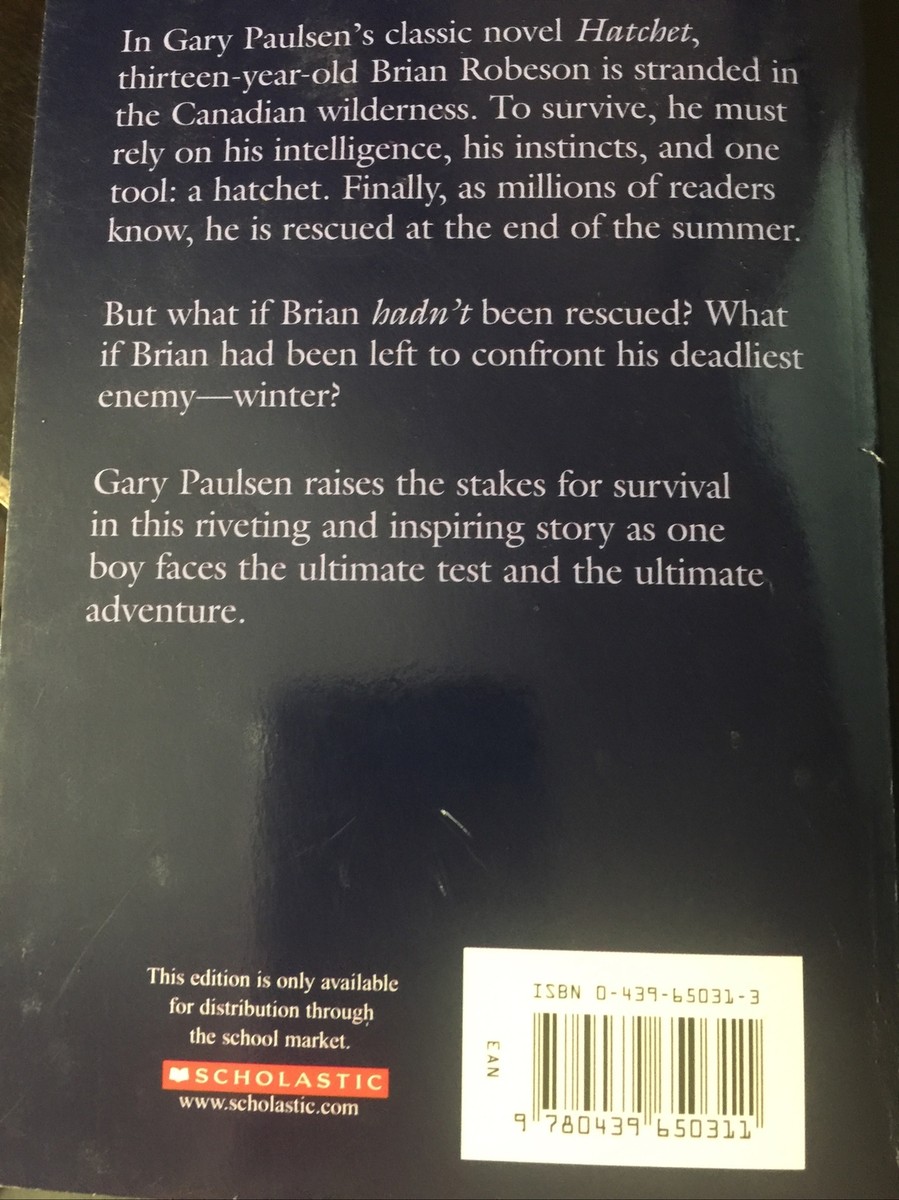 In Gary Paulsen's classic novel Hatchet,
thirteen-year-old Brian Robeson is stranded in
the Canadian wilderness. To survive, he must
rely on his intelligence, his instincts, and one
tool: a hatchet. Finally, as millions of readers
know, he is rescued at the end of the summer.
But what if Brian hadn't been rescued? What
if Brian had been left to confront his deadliest
enemy—winter?
Gary Paulsen raises the stakes for survival
in this riveting and inspiring story as one
boy faces the ultimate test and the ultimate
adventure.
This edition is only available
for distribution through
the school market.
SCHOLASTIC
www.scholastic.com
ISBN 0-439-65031-3
EAN
9 780439 650311